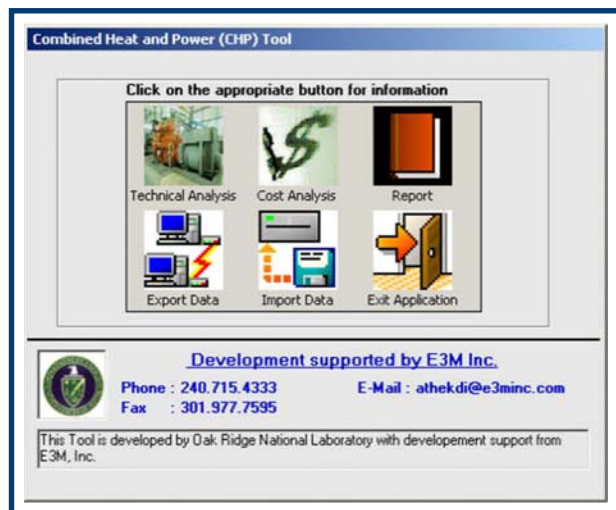 Combined Heat and Power (CHP) Tool
Click on the appropriate button for information
Technical Analysis Cost Analysis Report
Export Data Import Data Exit Application
Development supported by E3M Inc.
Phone : 240.715.4333 E-Mail : athekdi@e3minc.com
Fax : 301.977.7595
This Tool is developed by Oak Ridge National Laboratory with developement support from
E3M, Inc.